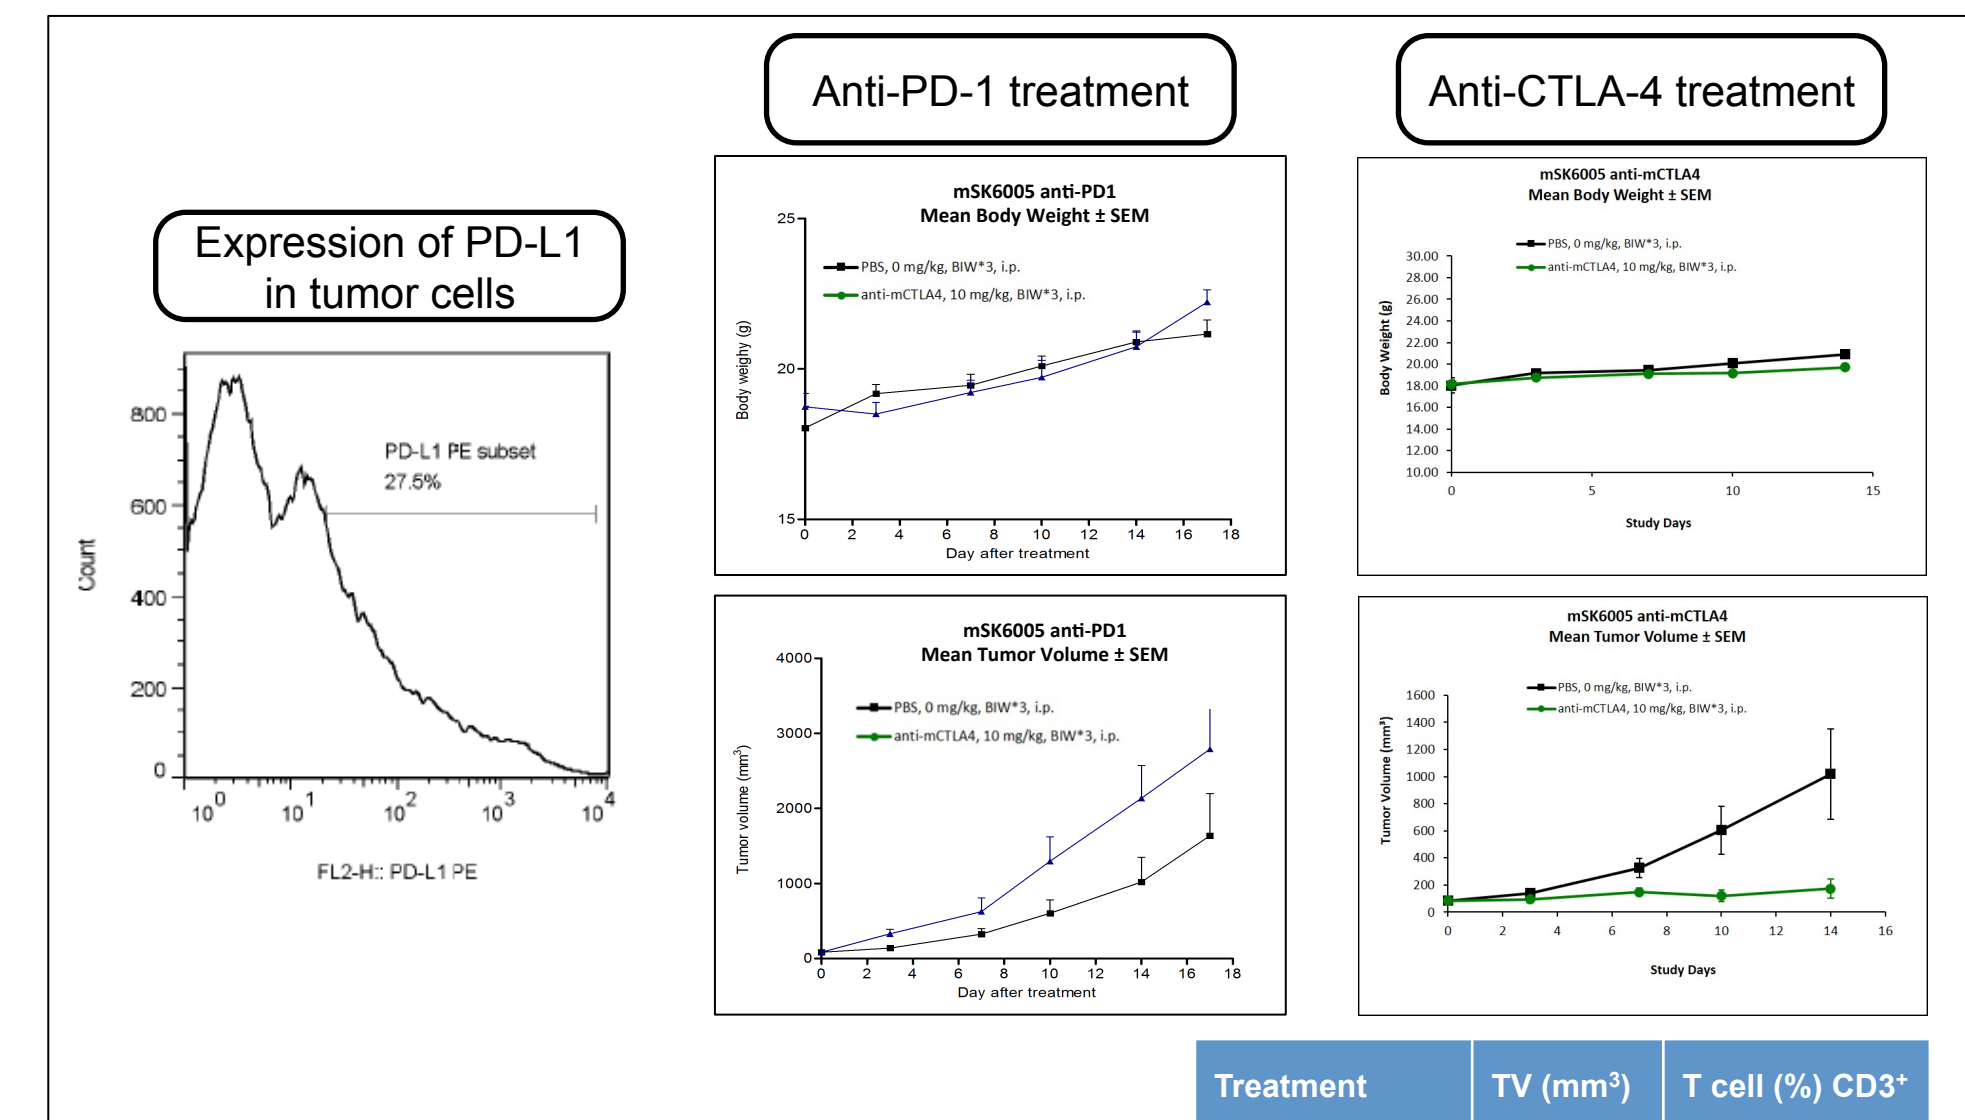 Anti-PD-1 treatment
Anti-CTLA-4 treatment
Expression of PD-L1
in tumor cells
800
600
400
200
0
Count
PD-L1 PE subset
27.5%
10^0 10^1 10^2 10^3 10^4
FL2-H:: PD-L1 PE
mSK6005 anti-PD1
Mean Body Weight ± SEM
PBS, 0 mg/kg, BIW*3, i.p.
anti-mCTLA4, 10 mg/kg, BIW*3, i.p.
25
20
15
Body weighy (g)
0 2 4 6 8 10 12 14 16 18
Day after treatment
mSK6005 anti-mCTLA4
Mean Body Weight ± SEM
PBS, 0 mg/kg, BIW*3, i.p.
anti-mCTLA4, 10 mg/kg, BIW*3, i.p.
30.00
28.00
26.00
24.00
22.00
20.00
18.00
16.00
14.00
12.00
10.00
Body Weight (g)
0 5 10 15
Study Days
mSK6005 anti-PD1
Mean Tumor Volume ± SEM
PBS, 0 mg/kg, BIW*3, i.p.
anti-mCTLA4, 10 mg/kg, BIW*3, i.p.
4000
3000
2000
1000
0
Tumor volume (mm³)
0 2 4 6 8 10 12 14 16 18
Day after treatment
mSK6005 anti-mCTLA4
Mean Tumor Volume ± SEM
PBS, 0 mg/kg, BIW*3, i.p.
anti-mCTLA4, 10 mg/kg, BIW*3, i.p.
1600
1400
1200
1000
800
600
400
200
0
Tumor Volume (mm³)
0 2 4 6 8 10 12 14 16
Study Days
Treatment TV (mm³) T cell (%) CD3⁺